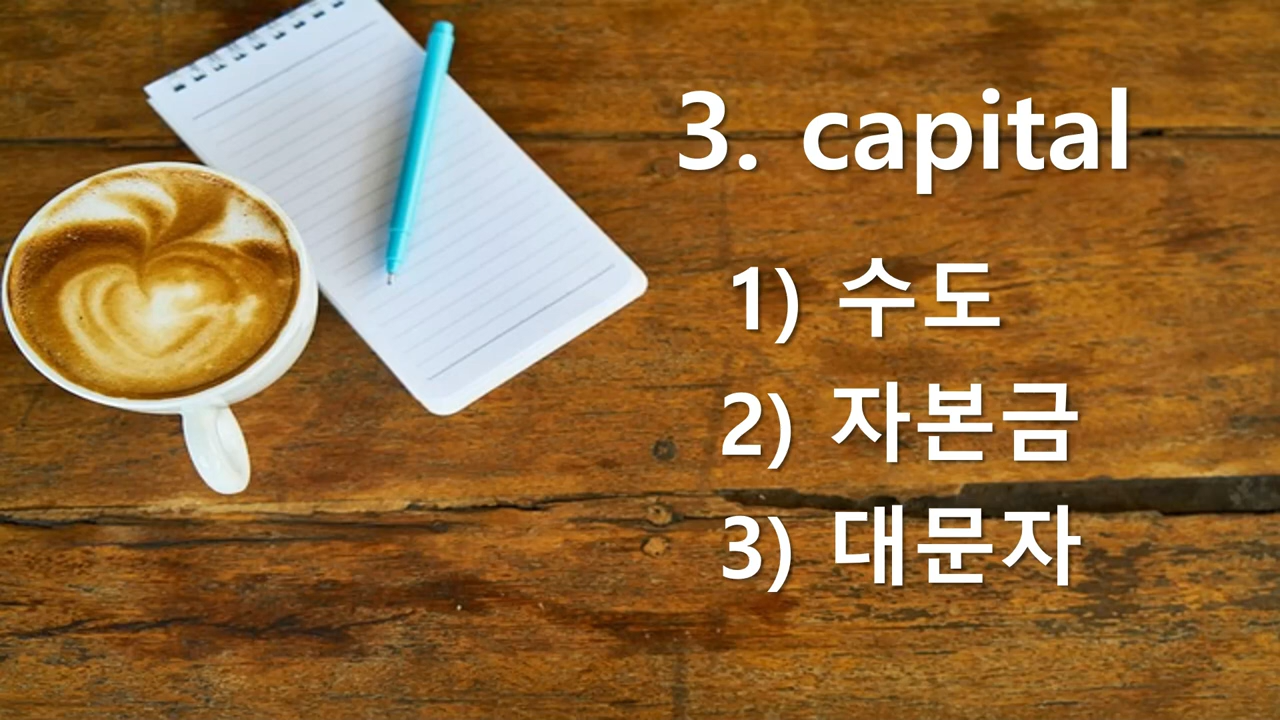 3. capital
1) 수도
2) 자본금
3) 대문자